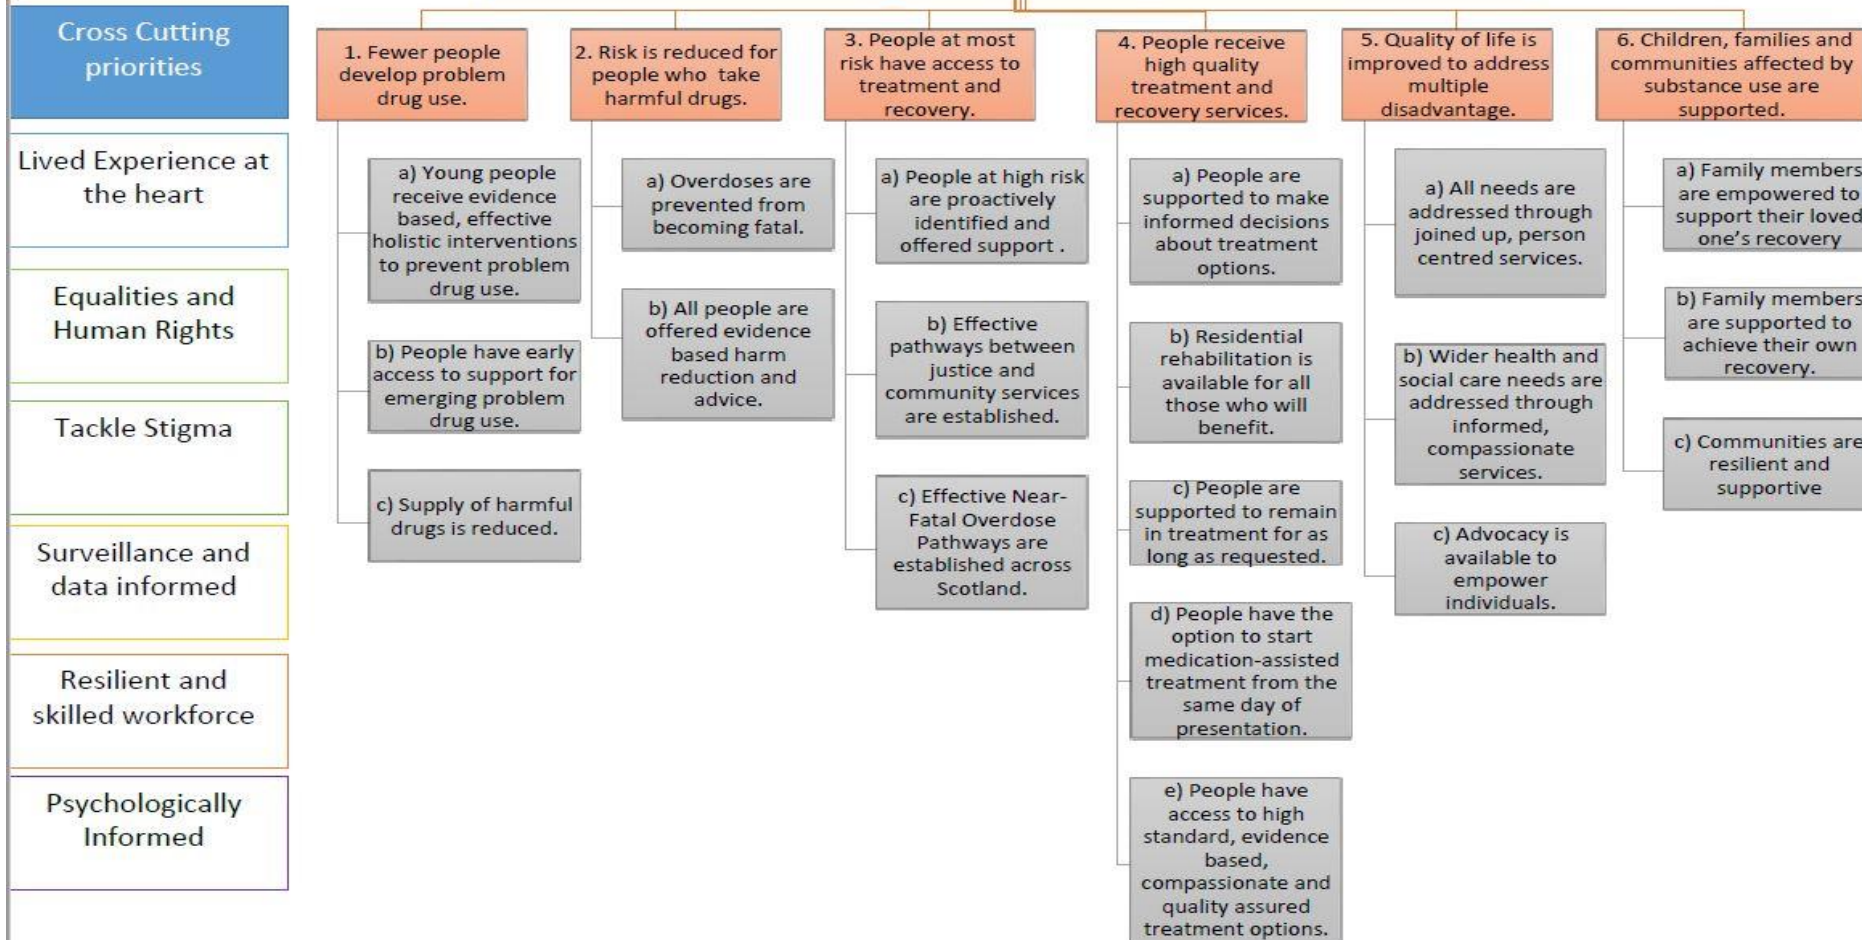 Cross Cutting
priorities
Lived Experience at
the heart
Equalities and
Human Rights
Tackle Stigma
Surveillance and
data informed
Resilient and
skilled workforce
Psychologically
Informed
1. Fewer people
develop problem
drug use.
a) Young people
receive evidence
based, effective
holistic interventions
to prevent problem
drug use.
b) People have early
access to support for
emerging problem
drug use.
c) Supply of harmful
drugs is reduced.
2. Risk is reduced for
people who take
harmful drugs.
a) Overdoses are
prevented from
becoming fatal.
b) All people are
offered evidence
based harm
reduction and
advice.
3. People at most
risk have access to
treatment and
recovery.
a) People at high risk
are proactively
identified and
offered support .
b) Effective
pathways between
justice and
community services
are established.
c) Effective Near-
Fatal Overdose
Pathways are
established across
Scotland.
4. People receive
high quality
treatment and
recovery services.
a) People are
supported to make
informed decisions
about treatment
options.
b) Residential
rehabilitation is
available for all
those who will
benefit.
c) People are
supported to remain
in treatment for as
long as requested.
d) People have the
option to start
medication-assisted
treatment from the
same day of
presentation.
e) People have
access to high
standard, evidence
based,
compassionate and
quality assured
treatment options.
5. Quality of life is
improved to address
multiple
disadvantage.
a) All needs are
addressed through
joined up, person
centred services.
b) Wider health and
social care needs are
addressed through
informed,
compassionate
services.
c) Advocacy is
available to
empower
individuals.
6. Children, families and
communities affected by
substance use are
supported.
a) Family members
are empowered to
support their loved
one's recovery
b) Family members
are supported to
achieve their own
recovery.
c) Communities are
resilient and
supportive